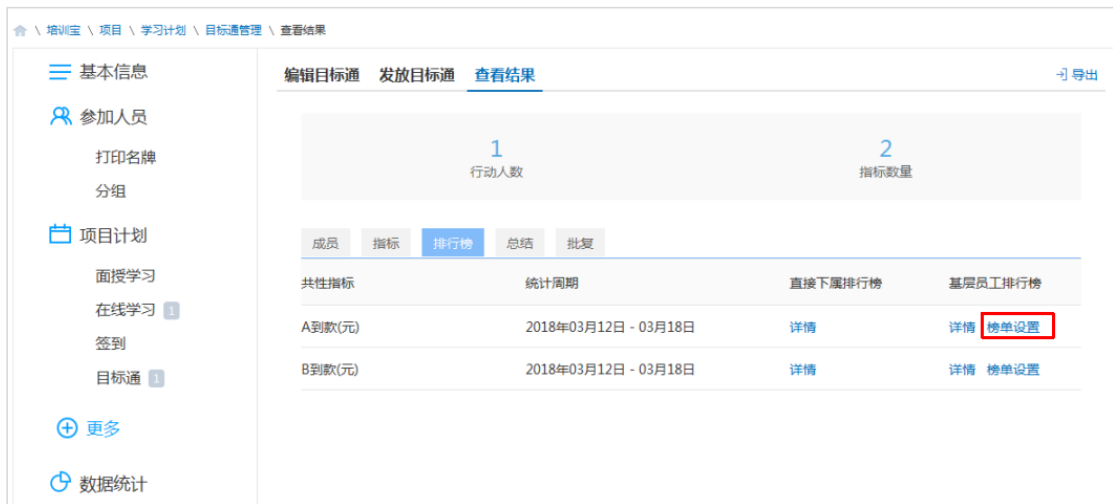 \ 培训宝 \ 项目 \ 学习计划 \ 目标通管理 \ 查看结果
基本信息
参加人员
打印名牌
分组
项目计划
面授学习
在线学习 1
签到
目标通 1
更多
数据统计
编辑目标通 发放目标通 查看结果 导出
1 2
行动人数 指标数量
成员 指标 排行榜 总结 批复
共性指标 统计周期 直接下属排行榜 基层员工排行榜
A到款(元) 2018年03月12日 - 03月18日 详情 详情 榜单设置
B到款(元) 2018年03月12日 - 03月18日 详情 详情 榜单设置